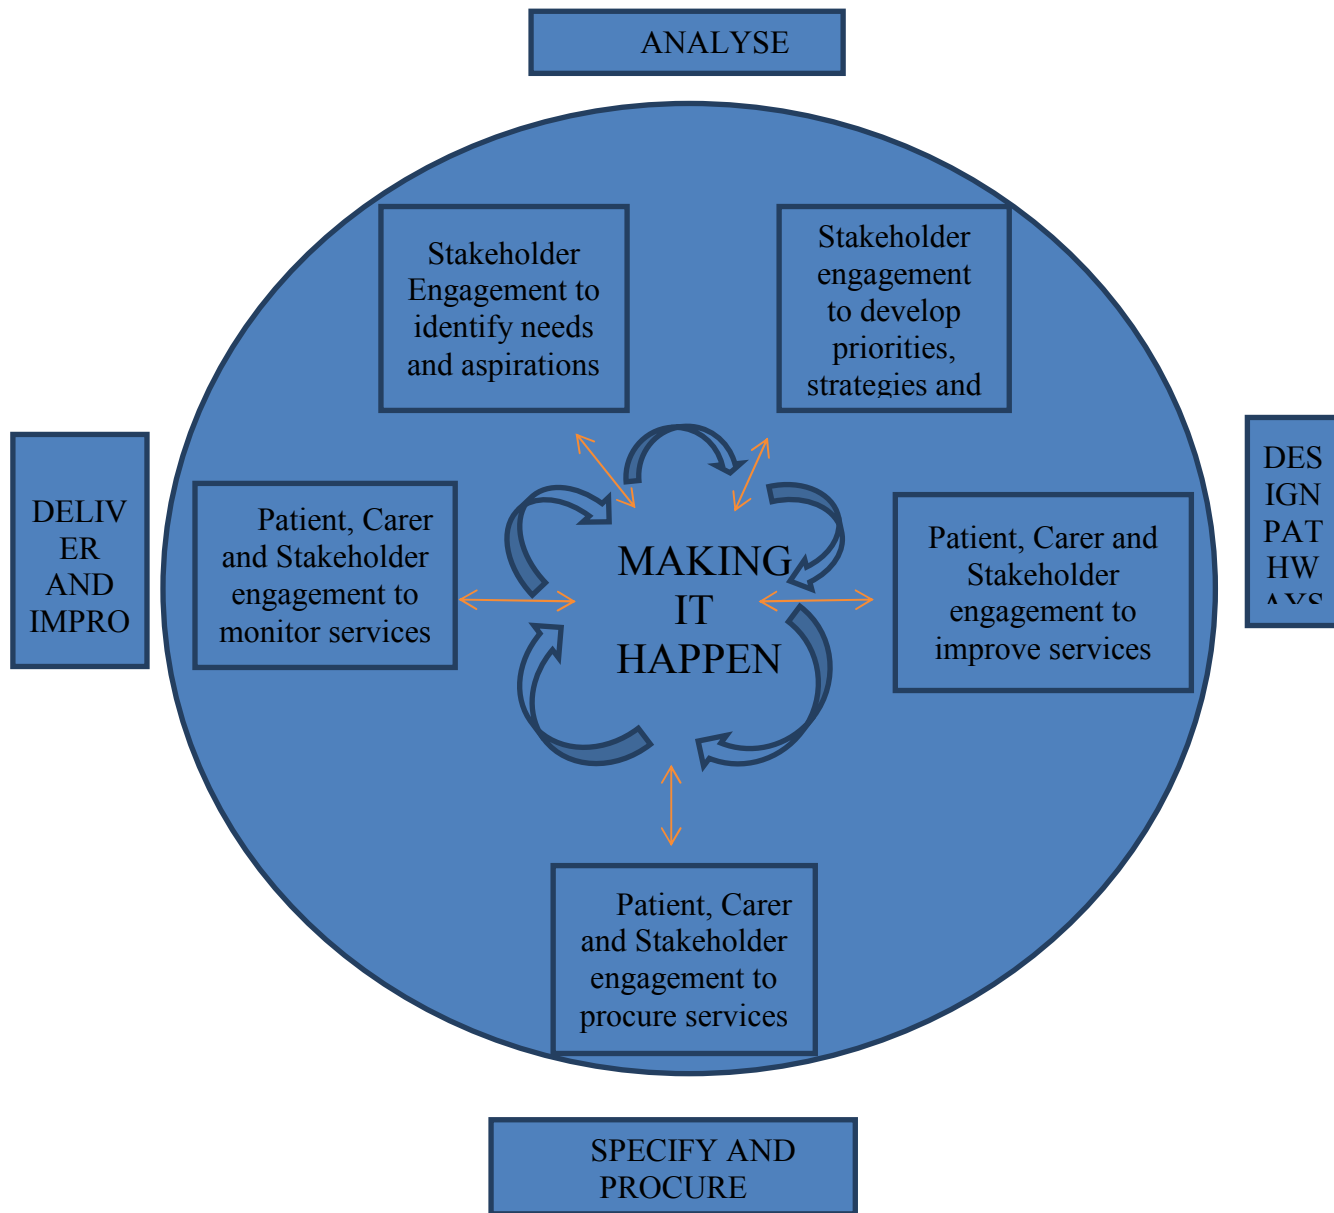 ANALYSE
Stakeholder
Engagement to
identify needs
and aspirations
Stakeholder
engagement
to develop
priorities,
strategies and
DELIV
ER
AND
IMPRO
Patient, Carer
and Stakeholder
engagement to
monitor services
MAKING
IT
HAPPEN
Patient, Carer and
Stakeholder
engagement to
improve services
DES
IGN
PAT
HW
AYS
Patient, Carer
and Stakeholder
engagement to
procure services
SPECIFY AND
PROCURE